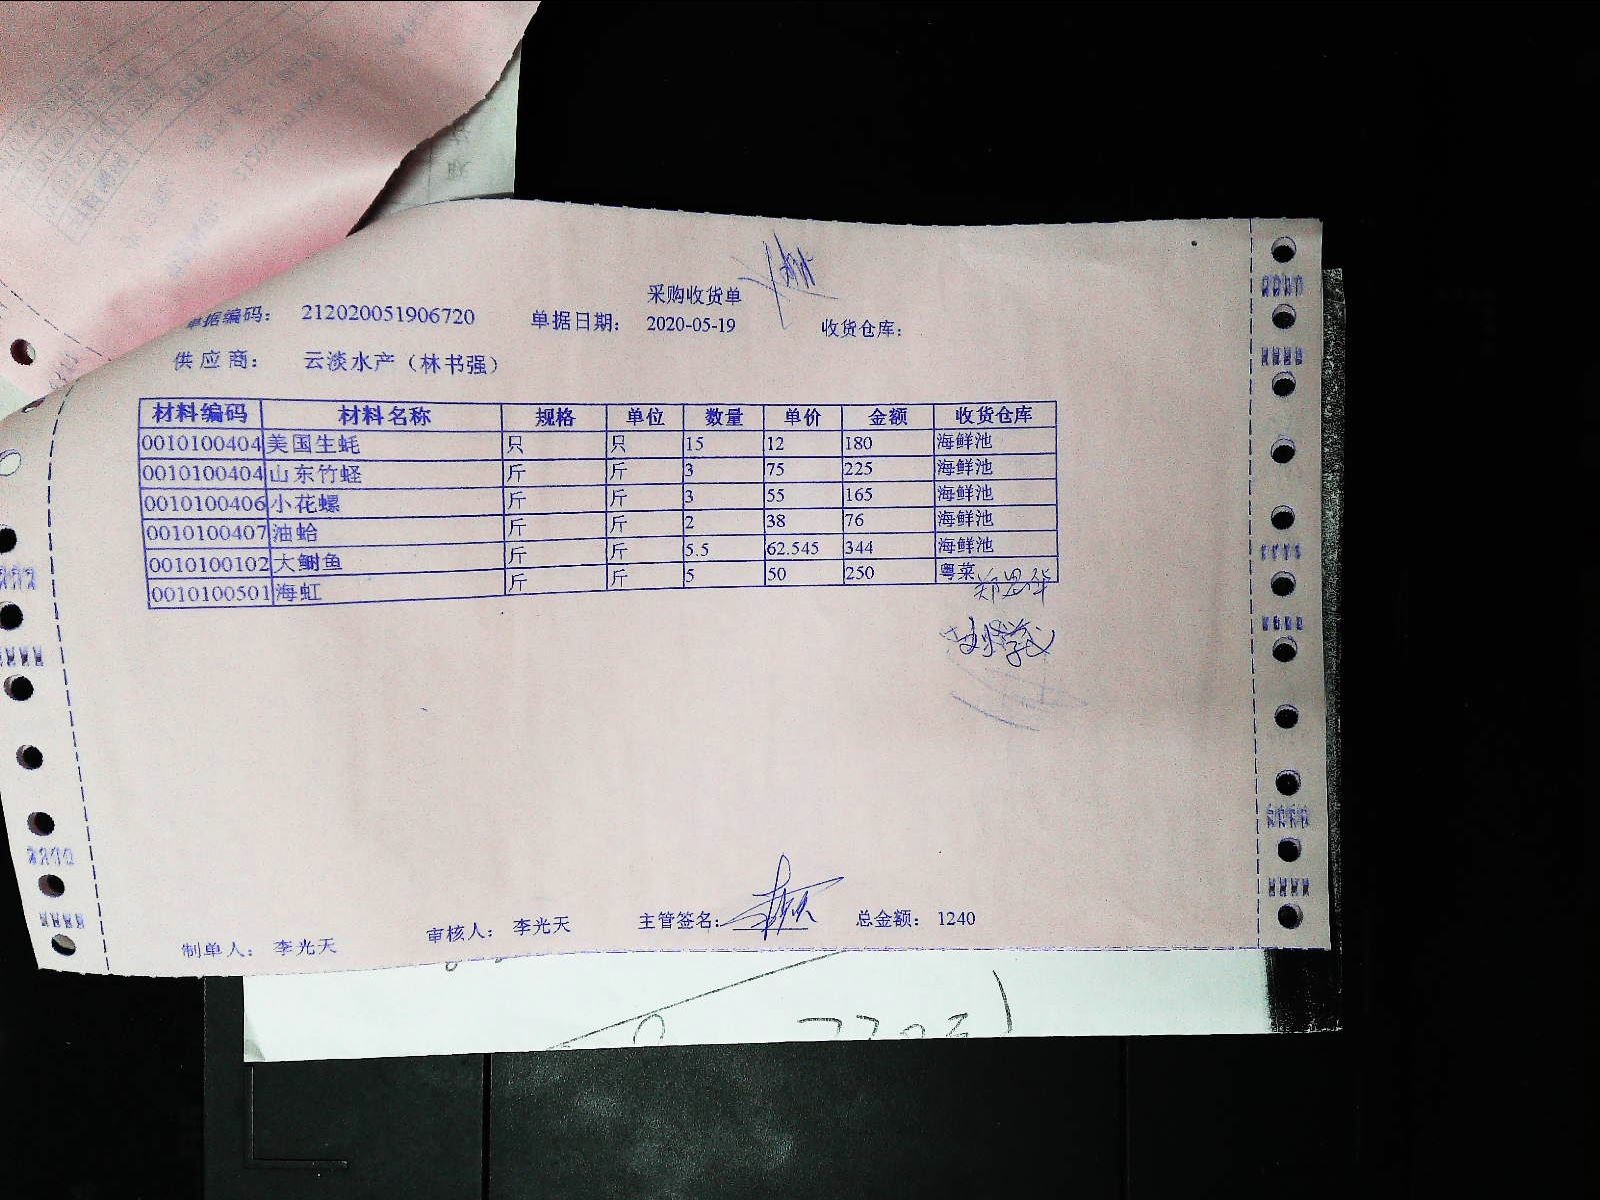 采购收货单
单据编码： 212020051906720 单据日期： 2020-05-19 收货仓库：
供应商： 云淡水产（林书强）
材料编码 材料名称 规格 单位 数量 单价 金额 收货仓库
0010100404 美国生蚝 只 只 15 12 180 海鲜池
0010100404 山东竹蛏 斤 斤 3 75 225 海鲜池
0010100406 小花螺 斤 斤 3 55 165 海鲜池
0010100407 油蛤 斤 斤 2 38 76 海鲜池
0010100102 大鲥鱼 斤 斤 5.5 62.545 344 海鲜池
0010100501 海虹 斤 斤 5 50 250 粤菜
制单人： 李光天 审核人： 李光天 主管签名： 总金额： 1240